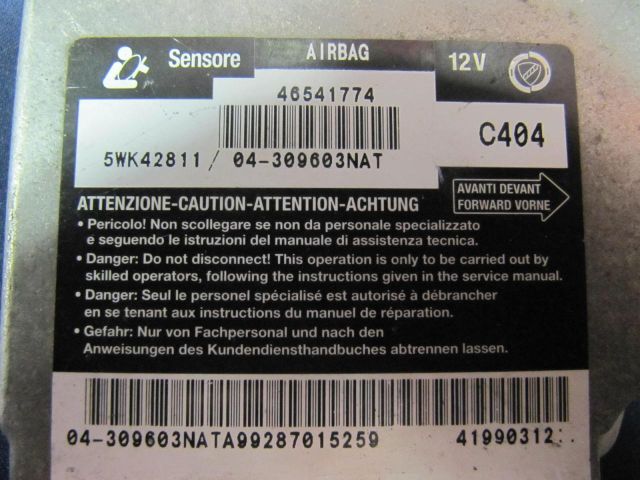 Sensore AIRBAG 12V
46541774
5WK42811 / 04-309603NAT
C404
ATTENZIONE-CAUTION-ATTENTION-ACHTUNG
AVANTI DEVANT
FORWARD VORNE
• Pericolo! Non scollegare se non da personale specializzato
e seguendo le istruzioni del manuale di assistenza tecnica.
• Danger: Do not disconnect! This operation is only to be carried out by
skilled operators, following the instructions given in the service manual.
• Danger: Seul le personel spécialisé est autorisé à débrancher
en se tenant aux instructions du manuel de réparation.
• Gefahr: Nur von Fachpersonal und nach den
Anweisungen des Kundendiensthandbuches abtrennen lassen.
04-309603NATA99287015259
41990312:.